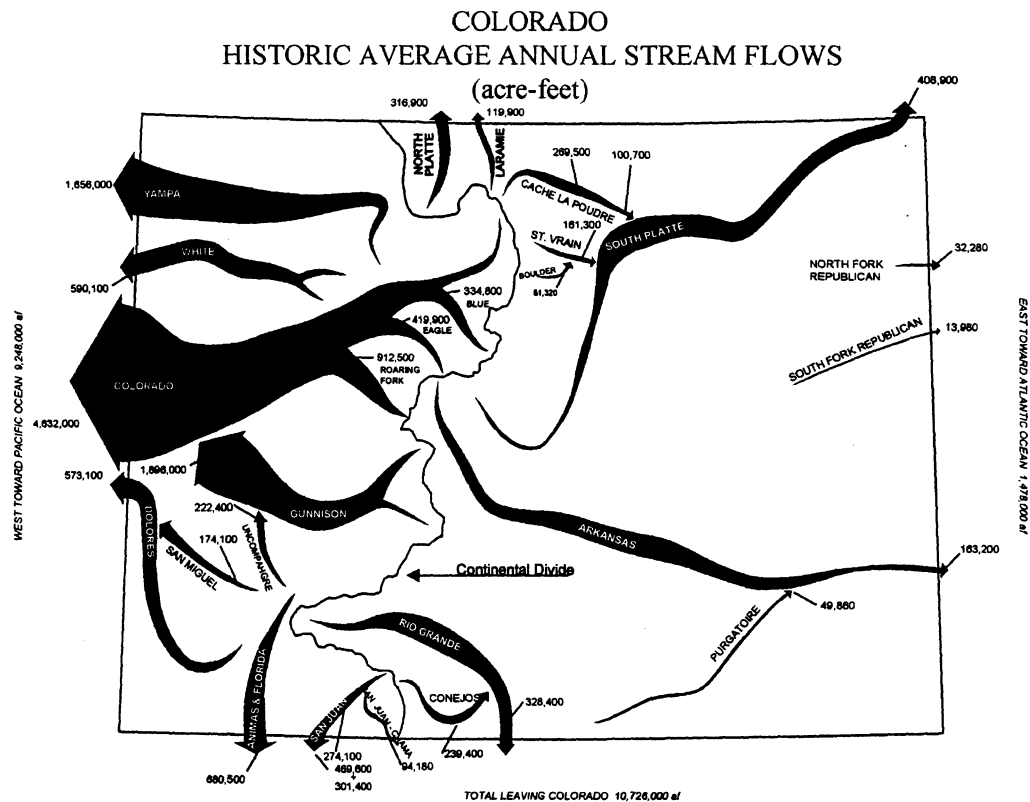 COLORADO
HISTORIC AVERAGE ANNUAL STREAM FLOWS
(acre-feet)
316,900
119,900
408,900
NORTH
PLATTE
LARAMIE
269,500
100,700
1,656,000
YAMPA
CACHE LA POUDRE
161,300
ST. VRAIN
SOUTH PLATTE
WHITE
BOULDER
51,320
NORTH FORK
REPUBLICAN
32,280
590,100
334,800
BLUE
419,900
EAGLE
13,980
SOUTH FORK REPUBLICAN
912,500
ROARING
FORK
COLORADO
4,632,000
WEST TOWARD PACIFIC OCEAN 9,248,000 af
EAST TOWARD ATLANTIC OCEAN 1,478,000 af
573,100
1,896,000
222,400
GUNNISON
DOLORES
174,100
UNCOMPAHGRE
SAN MIGUEL
ARKANSAS
163,200
Continental Divide
49,860
PURGATOIRE
RIO GRANDE
ANIMAS & FLORIDA
SAN JUAN
AN JUAN - CHAMA
CONEJOS
328,400
274,100
469,600
+
301,400
94,180
239,400
680,500
TOTAL LEAVING COLORADO 10,726,000 af